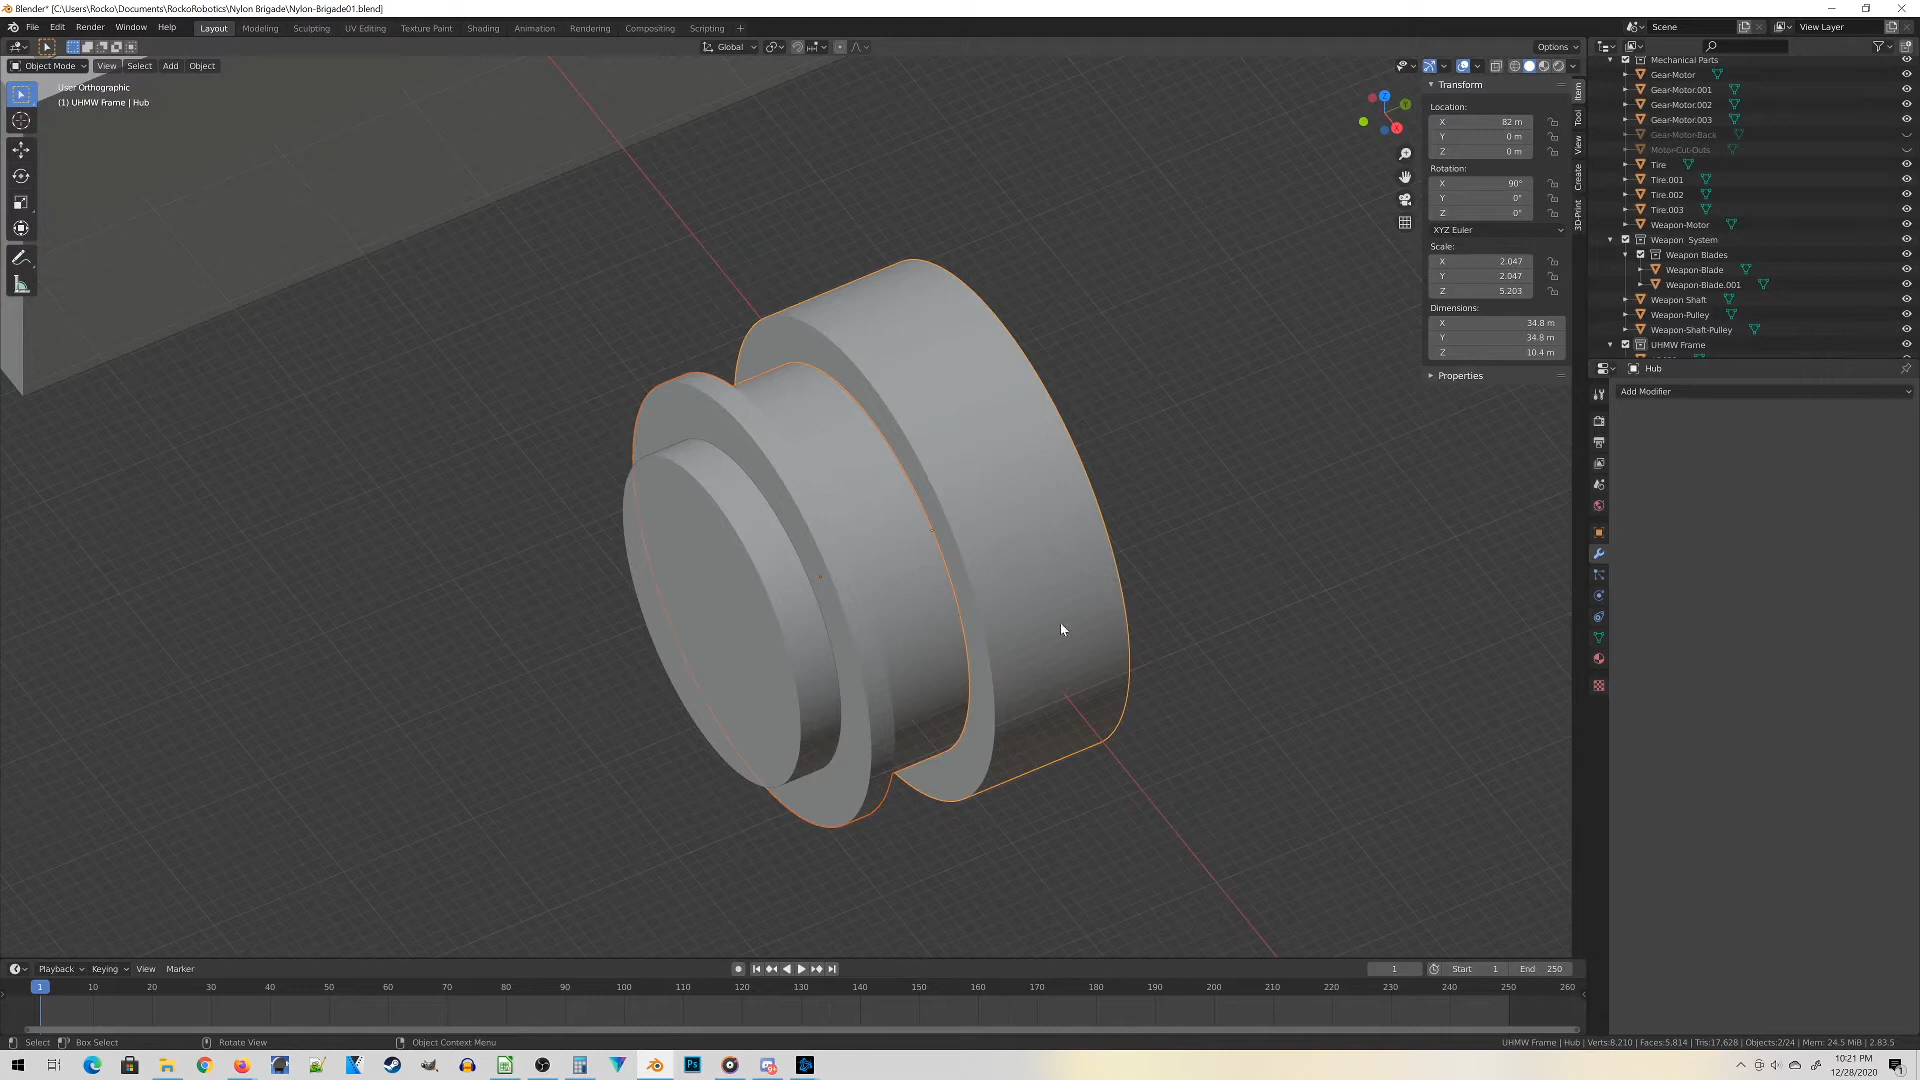 Blender* [C:\Users\Rocko\Documents\RockoRobotics\Nylon Brigade\Nylon-Brigade01.blend]
File Edit Render Window Help Layout Modeling Sculpting UV Editing Texture Paint Shading Animation Rendering Compositing Scripting + Scene View Layer
Global Options
Object Mode View Select Add Object
User Orthographic
(1) UHMW Frame | Hub
Z
Y
X
Transform
Location:
X 82 m
Y 0 m
Z 0 m
Rotation:
X 90°
Y 0°
Z 0°
XYZ Euler
Scale:
X 2.047
Y 2.047
Z 5.203
Dimensions:
X 34.8 m
Y 34.8 m
Z 10.4 m
Properties
Item
Tool
View
Create
3D-Print
Mechanical Parts
Gear-Motor
Gear-Motor.001
Gear-Motor.002
Gear-Motor.003
Gear-Motor-Back
Motor-Cut-Outs
Tire
Tire.001
Tire.002
Tire.003
Weapon-Motor
Weapon System
Weapon Blades
Weapon-Blade
Weapon-Blade.001
Weapon Shaft
Weapon-Pulley
Weapon-Shaft-Pulley
UHMW Frame
Hub
Add Modifier
Playback Keying View Marker 1 Start 1 End 250
1 10 20 30 40 50 60 70 80 90 100 110 120 130 140 150 160 170 180 190 200 210 220 230 240 250 260
Select Box Select Rotate View Object Context Menu UHMW Frame | Hub | Verts:8,210 | Faces:5,814 | Tris:17,628 | Objects:2/24 | Mem: 24.5 MiB | 2.83.5
Ps
10:21 PM
12/28/2020